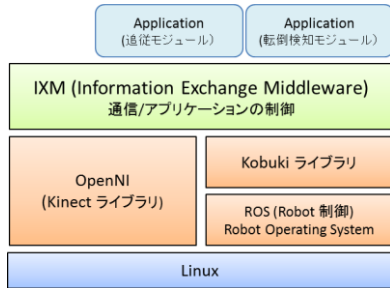 Application
(追従モジュール)
Application
(転倒検知モジュール)
IXM (Information Exchange Middleware)
通信/アプリケーションの制御
OpenNI
(Kinect ライブラリ)
Kobuki ライブラリ
ROS (Robot 制御)
Robot Operating System
Linux